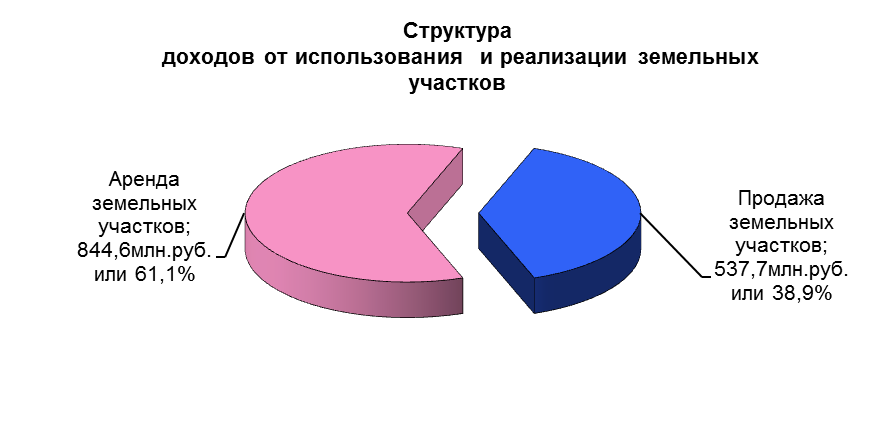 Структура
доходов от использования и реализации земельных
участков
Аренда
земельных
участков;
844,6млн.руб.
или 61,1%
Продажа
земельных
участков;
537,7млн.руб.
или 38,9%